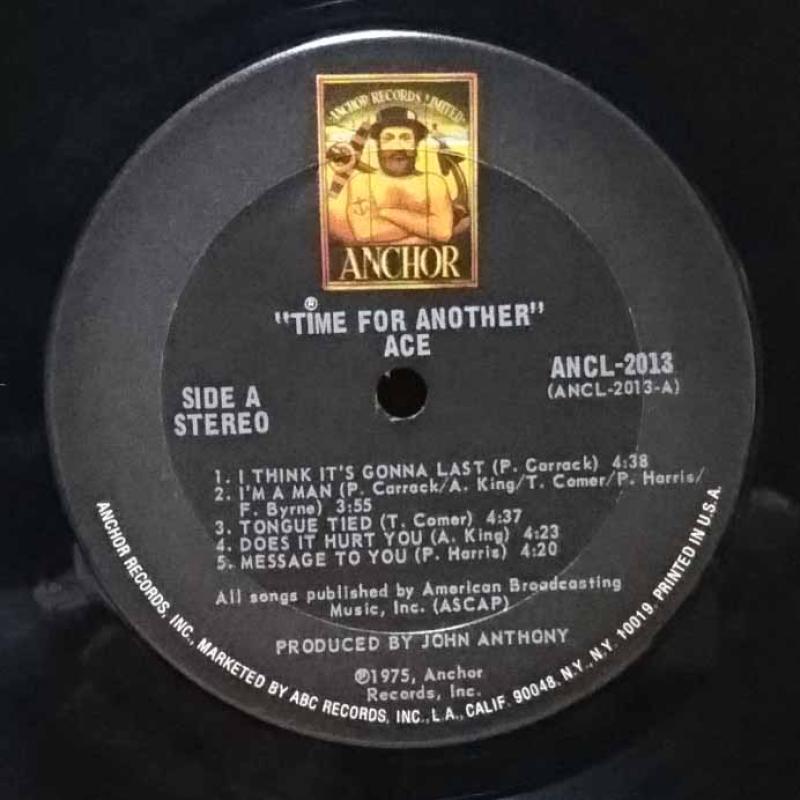 ANCHOR RECORDS LIMITED
ANCHOR
®
"TIME FOR ANOTHER"
ACE
ANCL-2013
(ANCL-2013-A)
SIDE A
STEREO
1. I THINK IT'S GONNA LAST (P. Carrack) 4:38
2. I'M A MAN (P. Carrack/A. King/T. Comer/P. Harris/
F. Byrne) 3:55
3. TONGUE TIED (T. Comer) 4:37
4. DOES IT HURT YOU (A. King) 4:23
5. MESSAGE TO YOU (P. Harris) 4:20
All songs published by American Broadcasting
Music, Inc. (ASCAP)
PRODUCED BY JOHN ANTHONY
℗1975, Anchor
Records, Inc.
ANCHOR RECORDS, INC., MARKETED BY ABC RECORDS, INC., L.A., CALIF. 90048, N.Y., N.Y. 10019. PRINTED IN U.S.A.